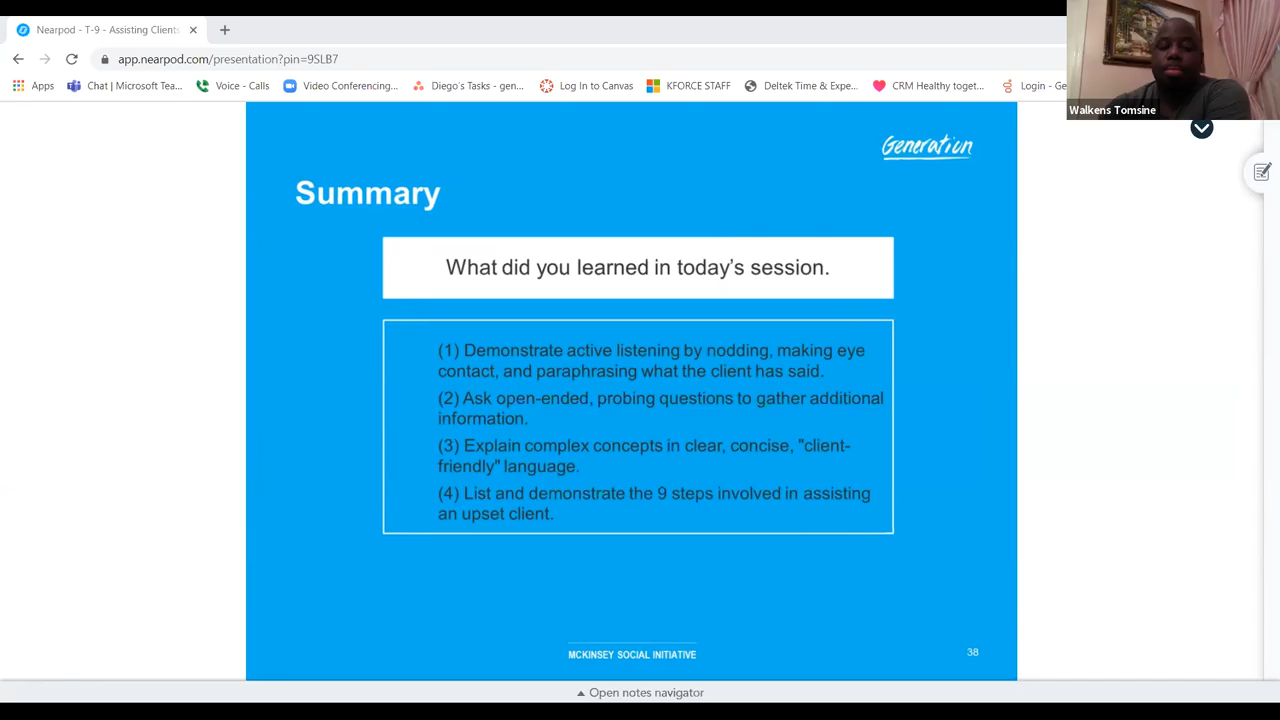 Nearpod - T-9 - Assisting Clients
app.nearpod.com/presentation?pin=9SLB7
Apps Chat | Microsoft Tea... Voice - Calls Video Conferencing... Diego's Tasks - gen... Log In to Canvas KFORCE STAFF Deltek Time & Expe... CRM Healthy toget... Login - Ge
Walkens Tomsine
Generation
Summary
What did you learned in today's session.
(1) Demonstrate active listening by nodding, making eye
contact, and paraphrasing what the client has said.
(2) Ask open-ended, probing questions to gather additional
information.
(3) Explain complex concepts in clear, concise, "client-
friendly" language.
(4) List and demonstrate the 9 steps involved in assisting
an upset client.
MCKINSEY SOCIAL INITIATIVE
38
Open notes navigator